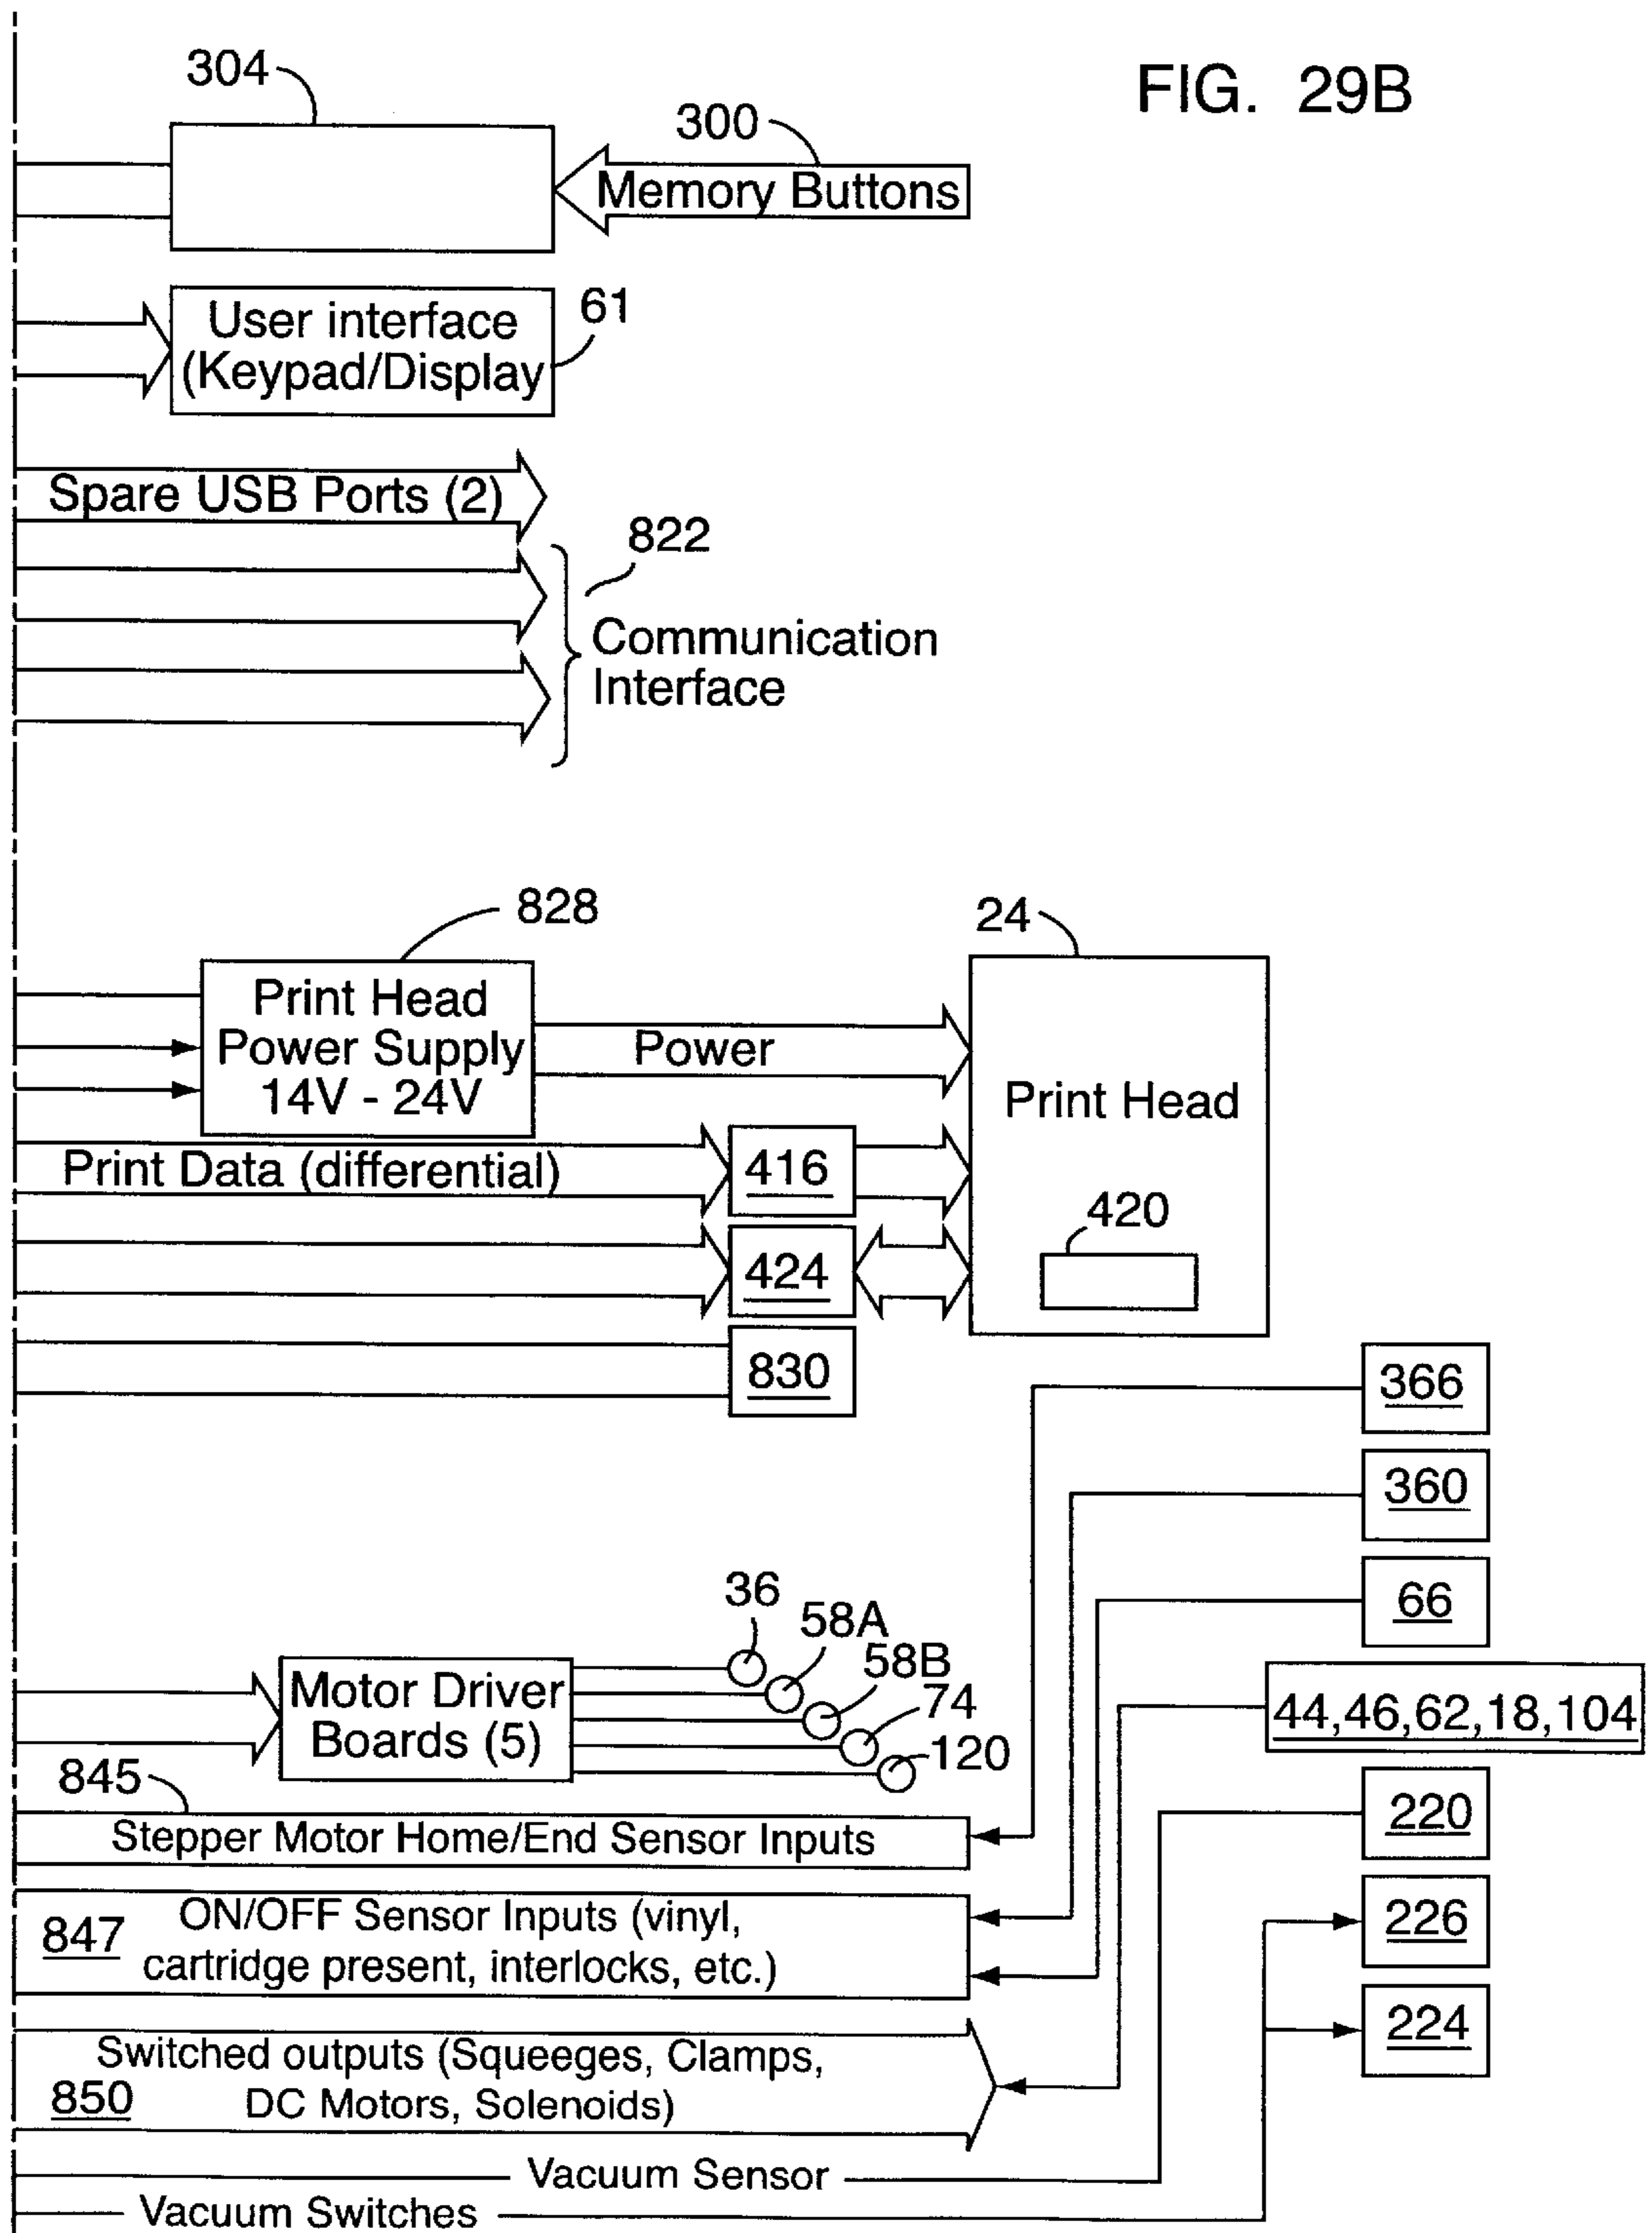 FIG. 29B
304
300
Memory Buttons
User interface
(Keypad/Display
61
Spare USB Ports (2)
822
Communication
Interface
828
24
Print Head
Power Supply
14V - 24V
Power
Print Head
Print Data (differential)
416
420
424
830
366
360
66
36
58A
58B
74
120
Motor Driver
Boards (5)
44,46,62,18,104
845
Stepper Motor Home/End Sensor Inputs
220
847
ON/OFF Sensor Inputs (vinyl,
cartridge present, interlocks, etc.)
226
224
Switched outputs (Squeeges, Clamps,
DC Motors, Solenoids)
850
Vacuum Sensor
Vacuum Switches